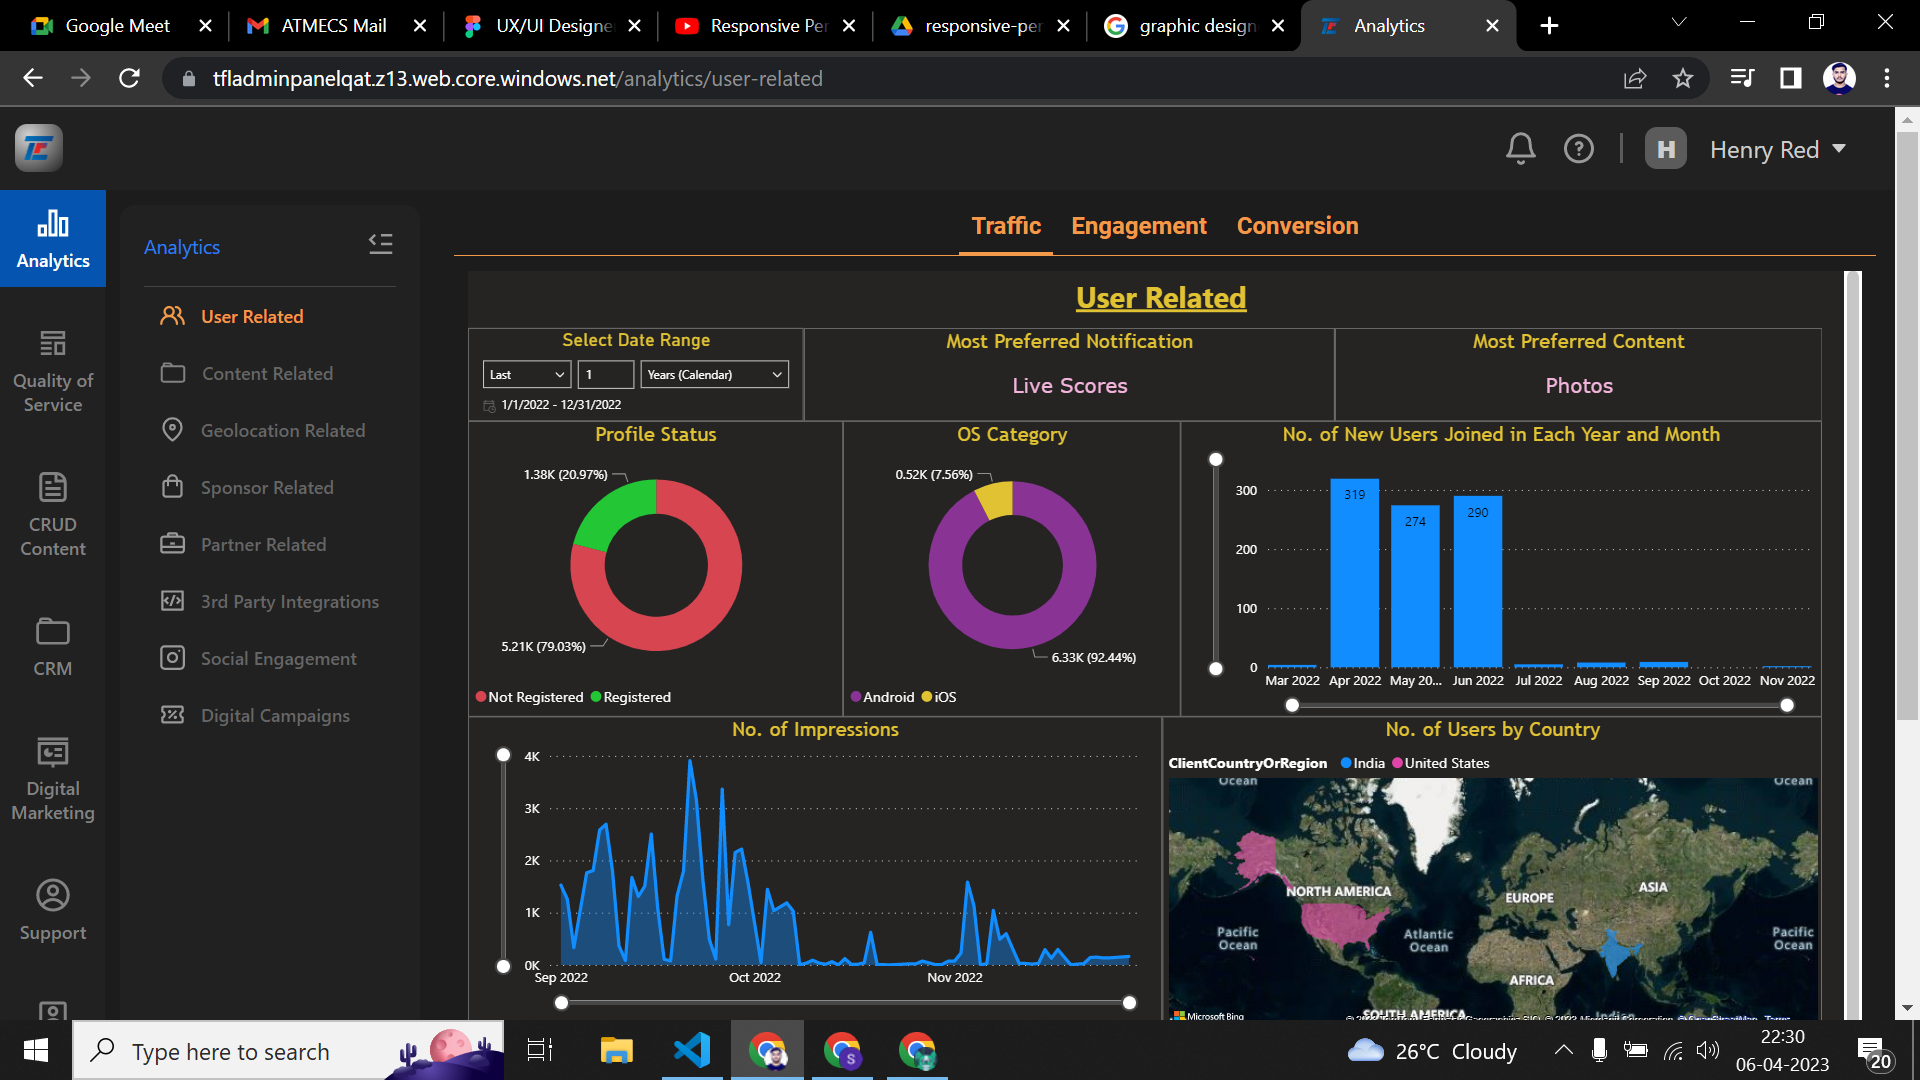 Google Meet
ATMECS Mail
UX/UI Designe
Responsive Per
responsive-per
graphic design
Analytics
tfladminpanelqat.z13.web.core.windows.net/analytics/user-related
TE
H
Henry Red
Analytics
Quality of
Service
CRUD
Content
CRM
Digital
Marketing
Support
Analytics
User Related
Content Related
Geolocation Related
Sponsor Related
Partner Related
3rd Party Integrations
Social Engagement
Digital Campaigns
Traffic Engagement Conversion
User Related
Select Date Range
Last 1 Years (Calendar)
1/1/2022 - 12/31/2022
Most Preferred Notification
Live Scores
Most Preferred Content
Photos
Profile Status
1.38K (20.97%)
5.21K (79.03%)
Not Registered Registered
OS Category
0.52K (7.56%)
6.33K (92.44%)
Android iOS
No. of New Users Joined in Each Year and Month
300
200
100
0
319
274
290
Mar 2022 Apr 2022 May 20... Jun 2022 Jul 2022 Aug 2022 Sep 2022 Oct 2022 Nov 2022
No. of Impressions
4K
3K
2K
1K
0K
Sep 2022 Oct 2022 Nov 2022
No. of Users by Country
ClientCountryOrRegion India United States
Ocean
Ocean
NORTH AMERICA
EUROPE
ASIA
Pacific
Ocean
Atlantic
Ocean
Pacific
Ocean
AFRICA
SOUTH AMERICA
Indian
Microsoft Bing
Type here to search
S
26°C Cloudy
22:30
06-04-2023
20